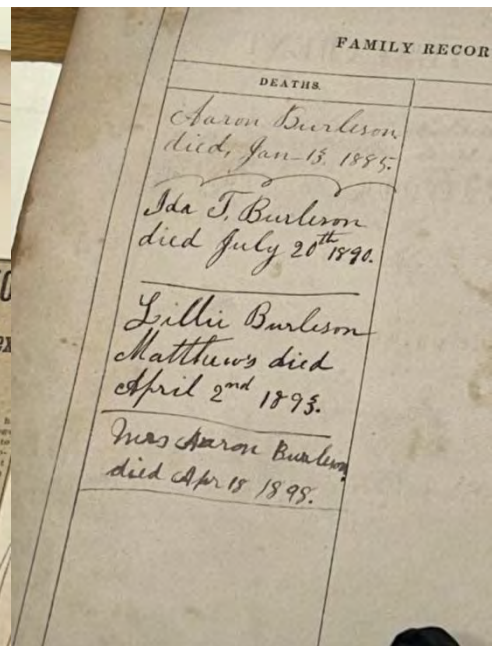 FAMILY RECOR
DEATHS.
Aaron Burleson
died, Jan 13, 1885.
Ida T. Burleson
died July 20th 1890.
Lillie Burleson
Matthews died
April 2nd 1893.
Mrs Aaron Burleson
died Apr 18 1898.